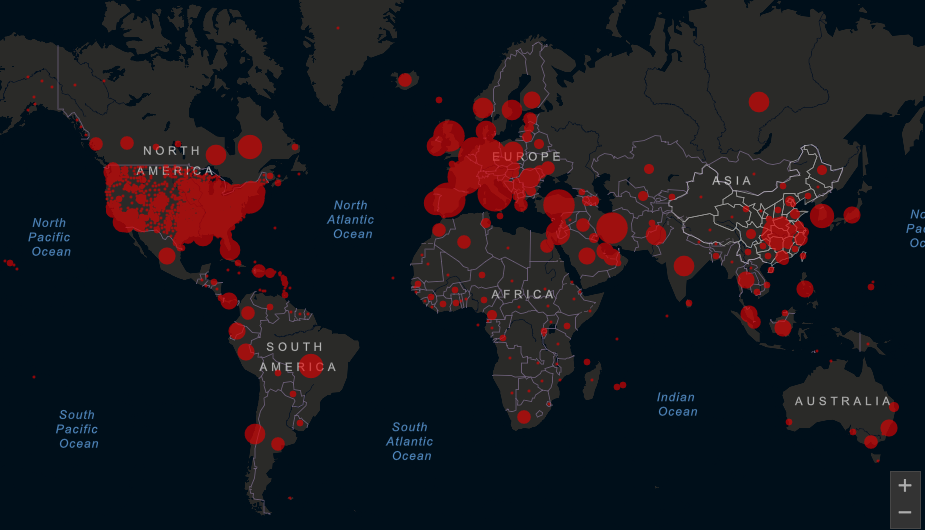 NORTH
AMERICA
EUROPE
ASIA
North
Pacific
Ocean
North
Atlantic
Ocean
No
Pac
Oc
AFRICA
SOUTH
AMERICA
South
Pacific
Ocean
South
Atlantic
Ocean
Indian
Ocean
AUSTRALIA
+
−